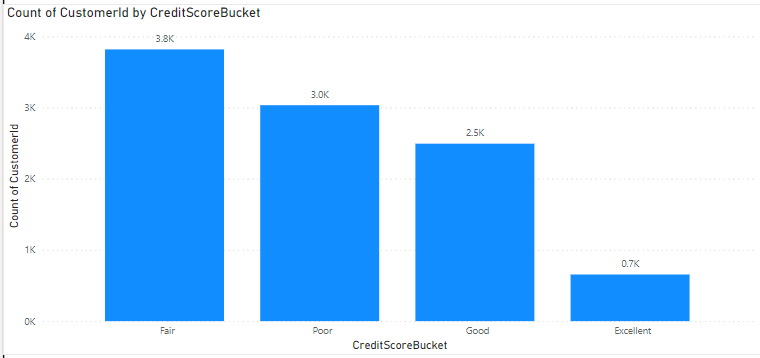 Count of CustomerId by CreditScoreBucket
4K
3K
2K
1K
0K
Count of CustomerId
3.8K
3.0K
2.5K
0.7K
Fair
Poor
Good
Excellent
CreditScoreBucket